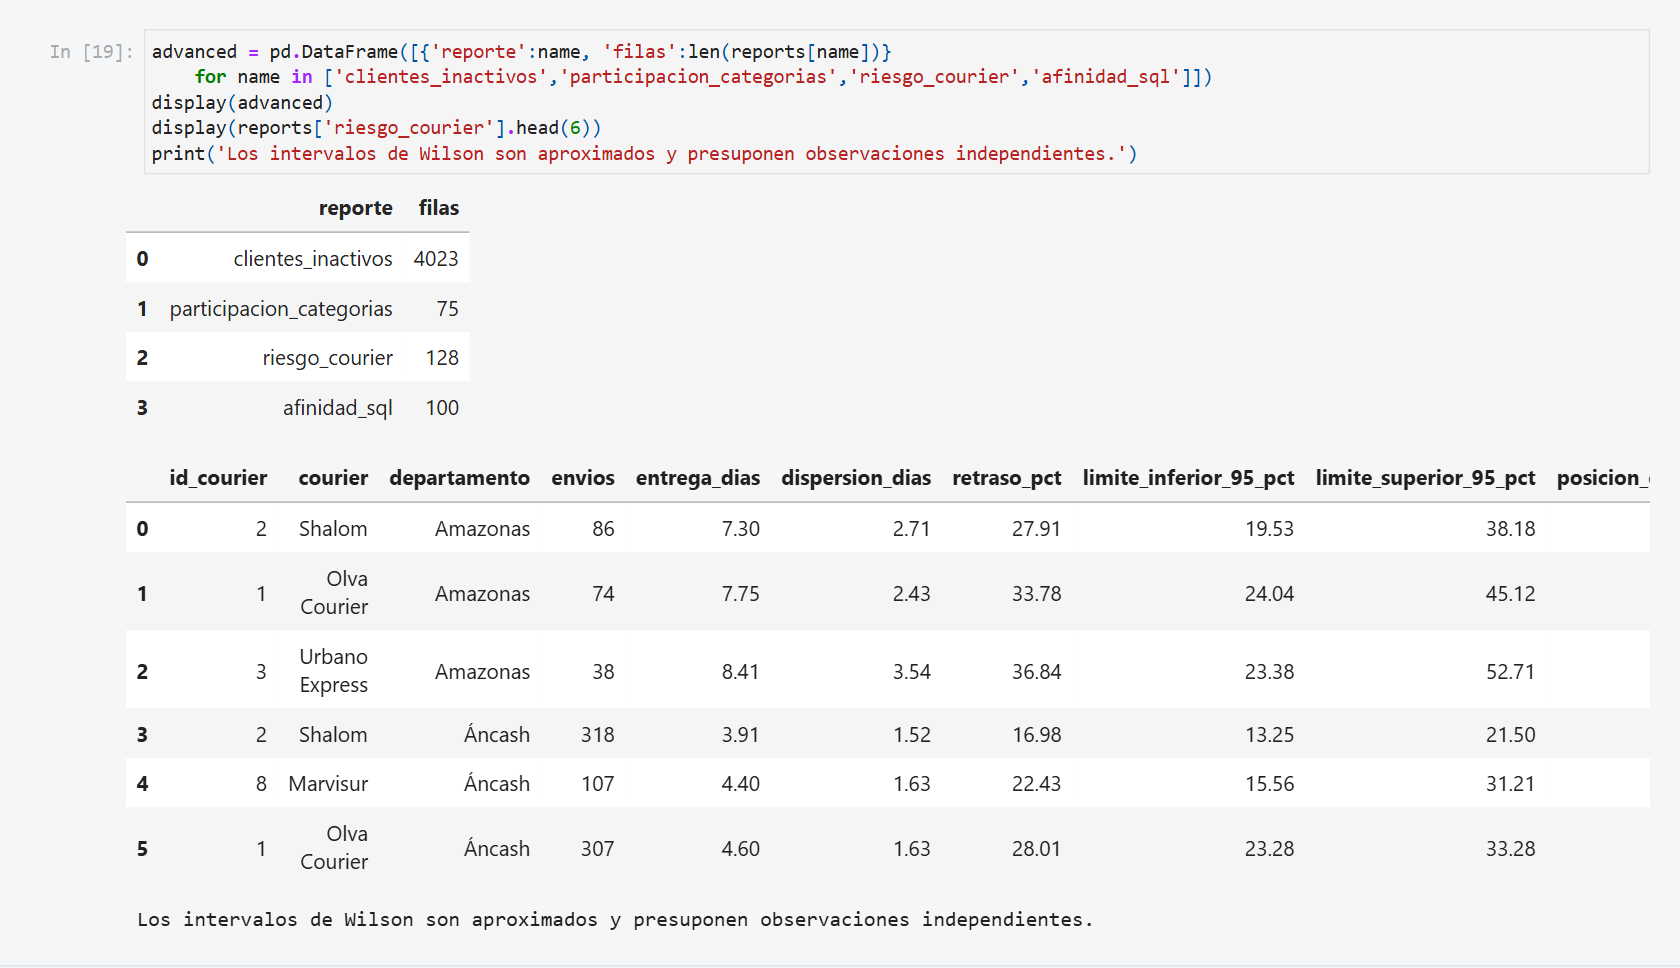 In [19]:
advanced = pd.DataFrame([{'reporte':name, 'filas':len(reports[name])}
    for name in ['clientes_inactivos','participacion_categorias','riesgo_courier','afinidad_sql']])
display(advanced)
display(reports['riesgo_courier'].head(6))
print('Los intervalos de Wilson son aproximados y presuponen observaciones independientes.')
reporte filas
0 clientes_inactivos 4023
1 participacion_categorias 75
2 riesgo_courier 128
3 afinidad_sql 100
id_courier courier departamento envios entrega_dias dispersion_dias retraso_pct limite_inferior_95_pct limite_superior_95_pct posicion_
0 2 Shalom Amazonas 86 7.30 2.71 27.91 19.53 38.18
1 1 Olva Courier Amazonas 74 7.75 2.43 33.78 24.04 45.12
2 3 Urbano Express Amazonas 38 8.41 3.54 36.84 23.38 52.71
3 2 Shalom Áncash 318 3.91 1.52 16.98 13.25 21.50
4 8 Marvisur Áncash 107 4.40 1.63 22.43 15.56 31.21
5 1 Olva Courier Áncash 307 4.60 1.63 28.01 23.28 33.28
Los intervalos de Wilson son aproximados y presuponen observaciones independientes.